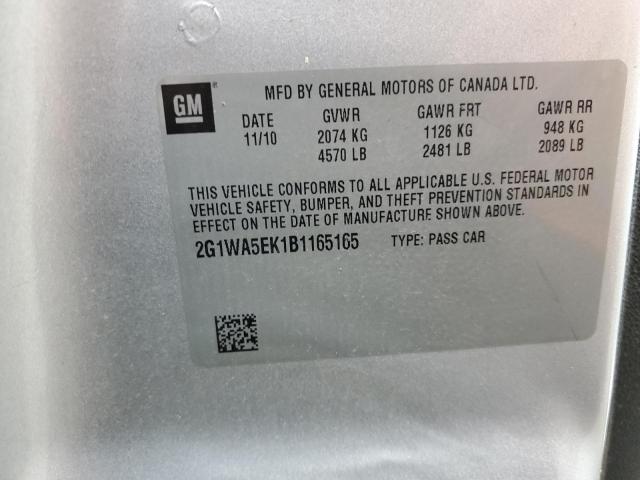 GM
MFD BY GENERAL MOTORS OF CANADA LTD.
DATE GVWR GAWR FRT GAWR RR
11/10 2074 KG 1126 KG 948 KG
4570 LB 2481 LB 2089 LB
THIS VEHICLE CONFORMS TO ALL APPLICABLE U.S. FEDERAL MOTOR
VEHICLE SAFETY, BUMPER, AND THEFT PREVENTION STANDARDS IN
EFFECT ON THE DATE OF MANUFACTURE SHOWN ABOVE.
2G1WA5EK1B1165165 TYPE: PASS CAR